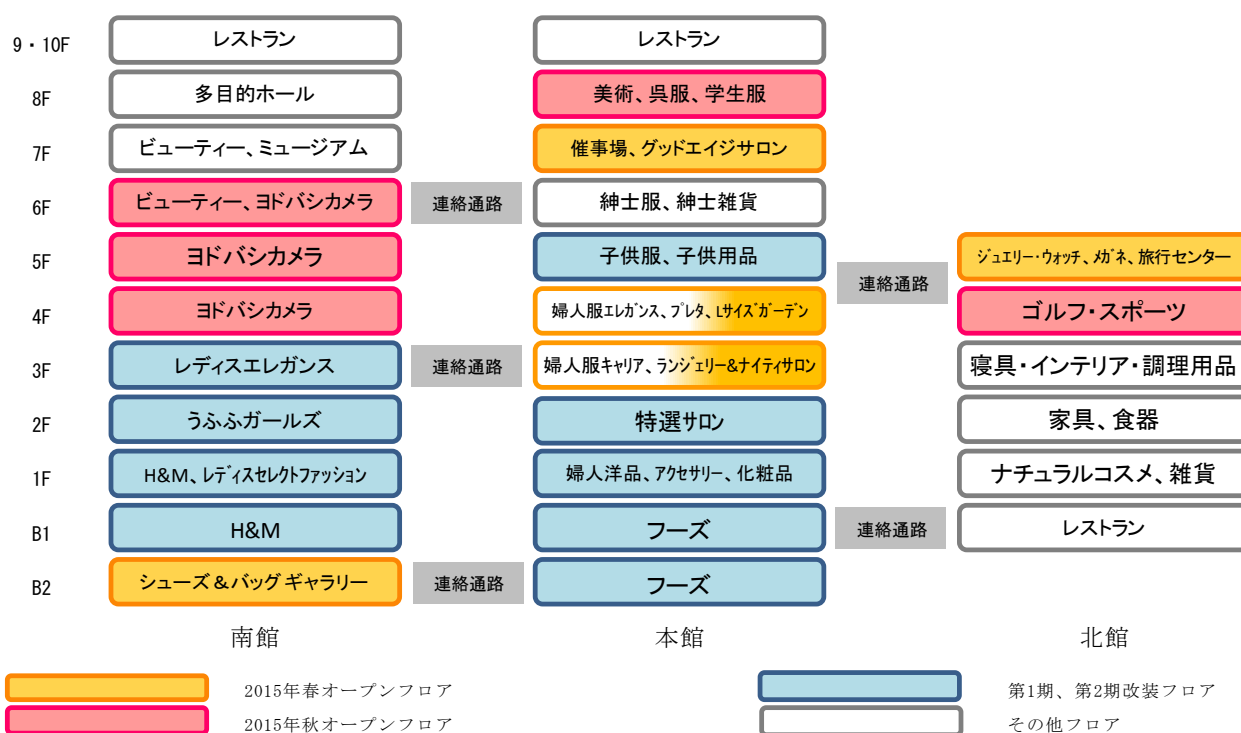 9・10F レストラン レストラン
8F 多目的ホール 美術、呉服、学生服
7F ビューティー、ミュージアム 催事場、グッドエイジサロン
6F ビューティー、ヨドバシカメラ 連絡通路 紳士服、紳士雑貨
5F ヨドバシカメラ 子供服、子供用品 ジュエリー・ウォッチ、メガネ、旅行センター
連絡通路
4F ヨドバシカメラ 婦人服エレガンス、プレタ、Lサイズガーデン ゴルフ・スポーツ
3F レディスエレガンス 連絡通路 婦人服キャリア、ランジェリー&ナイティサロン 寝具・インテリア・調理用品
2F うふふガールズ 特選サロン 家具、食器
1F H&M、レディスセレクトファッション 婦人洋品、アクセサリー、化粧品 ナチュラルコスメ、雑貨
B1 H&M フーズ 連絡通路 レストラン
B2 シューズ&バッグ ギャラリー 連絡通路 フーズ
南館 本館 北館
2015年春オープンフロア 第1期、第2期改装フロア
2015年秋オープンフロア その他フロア